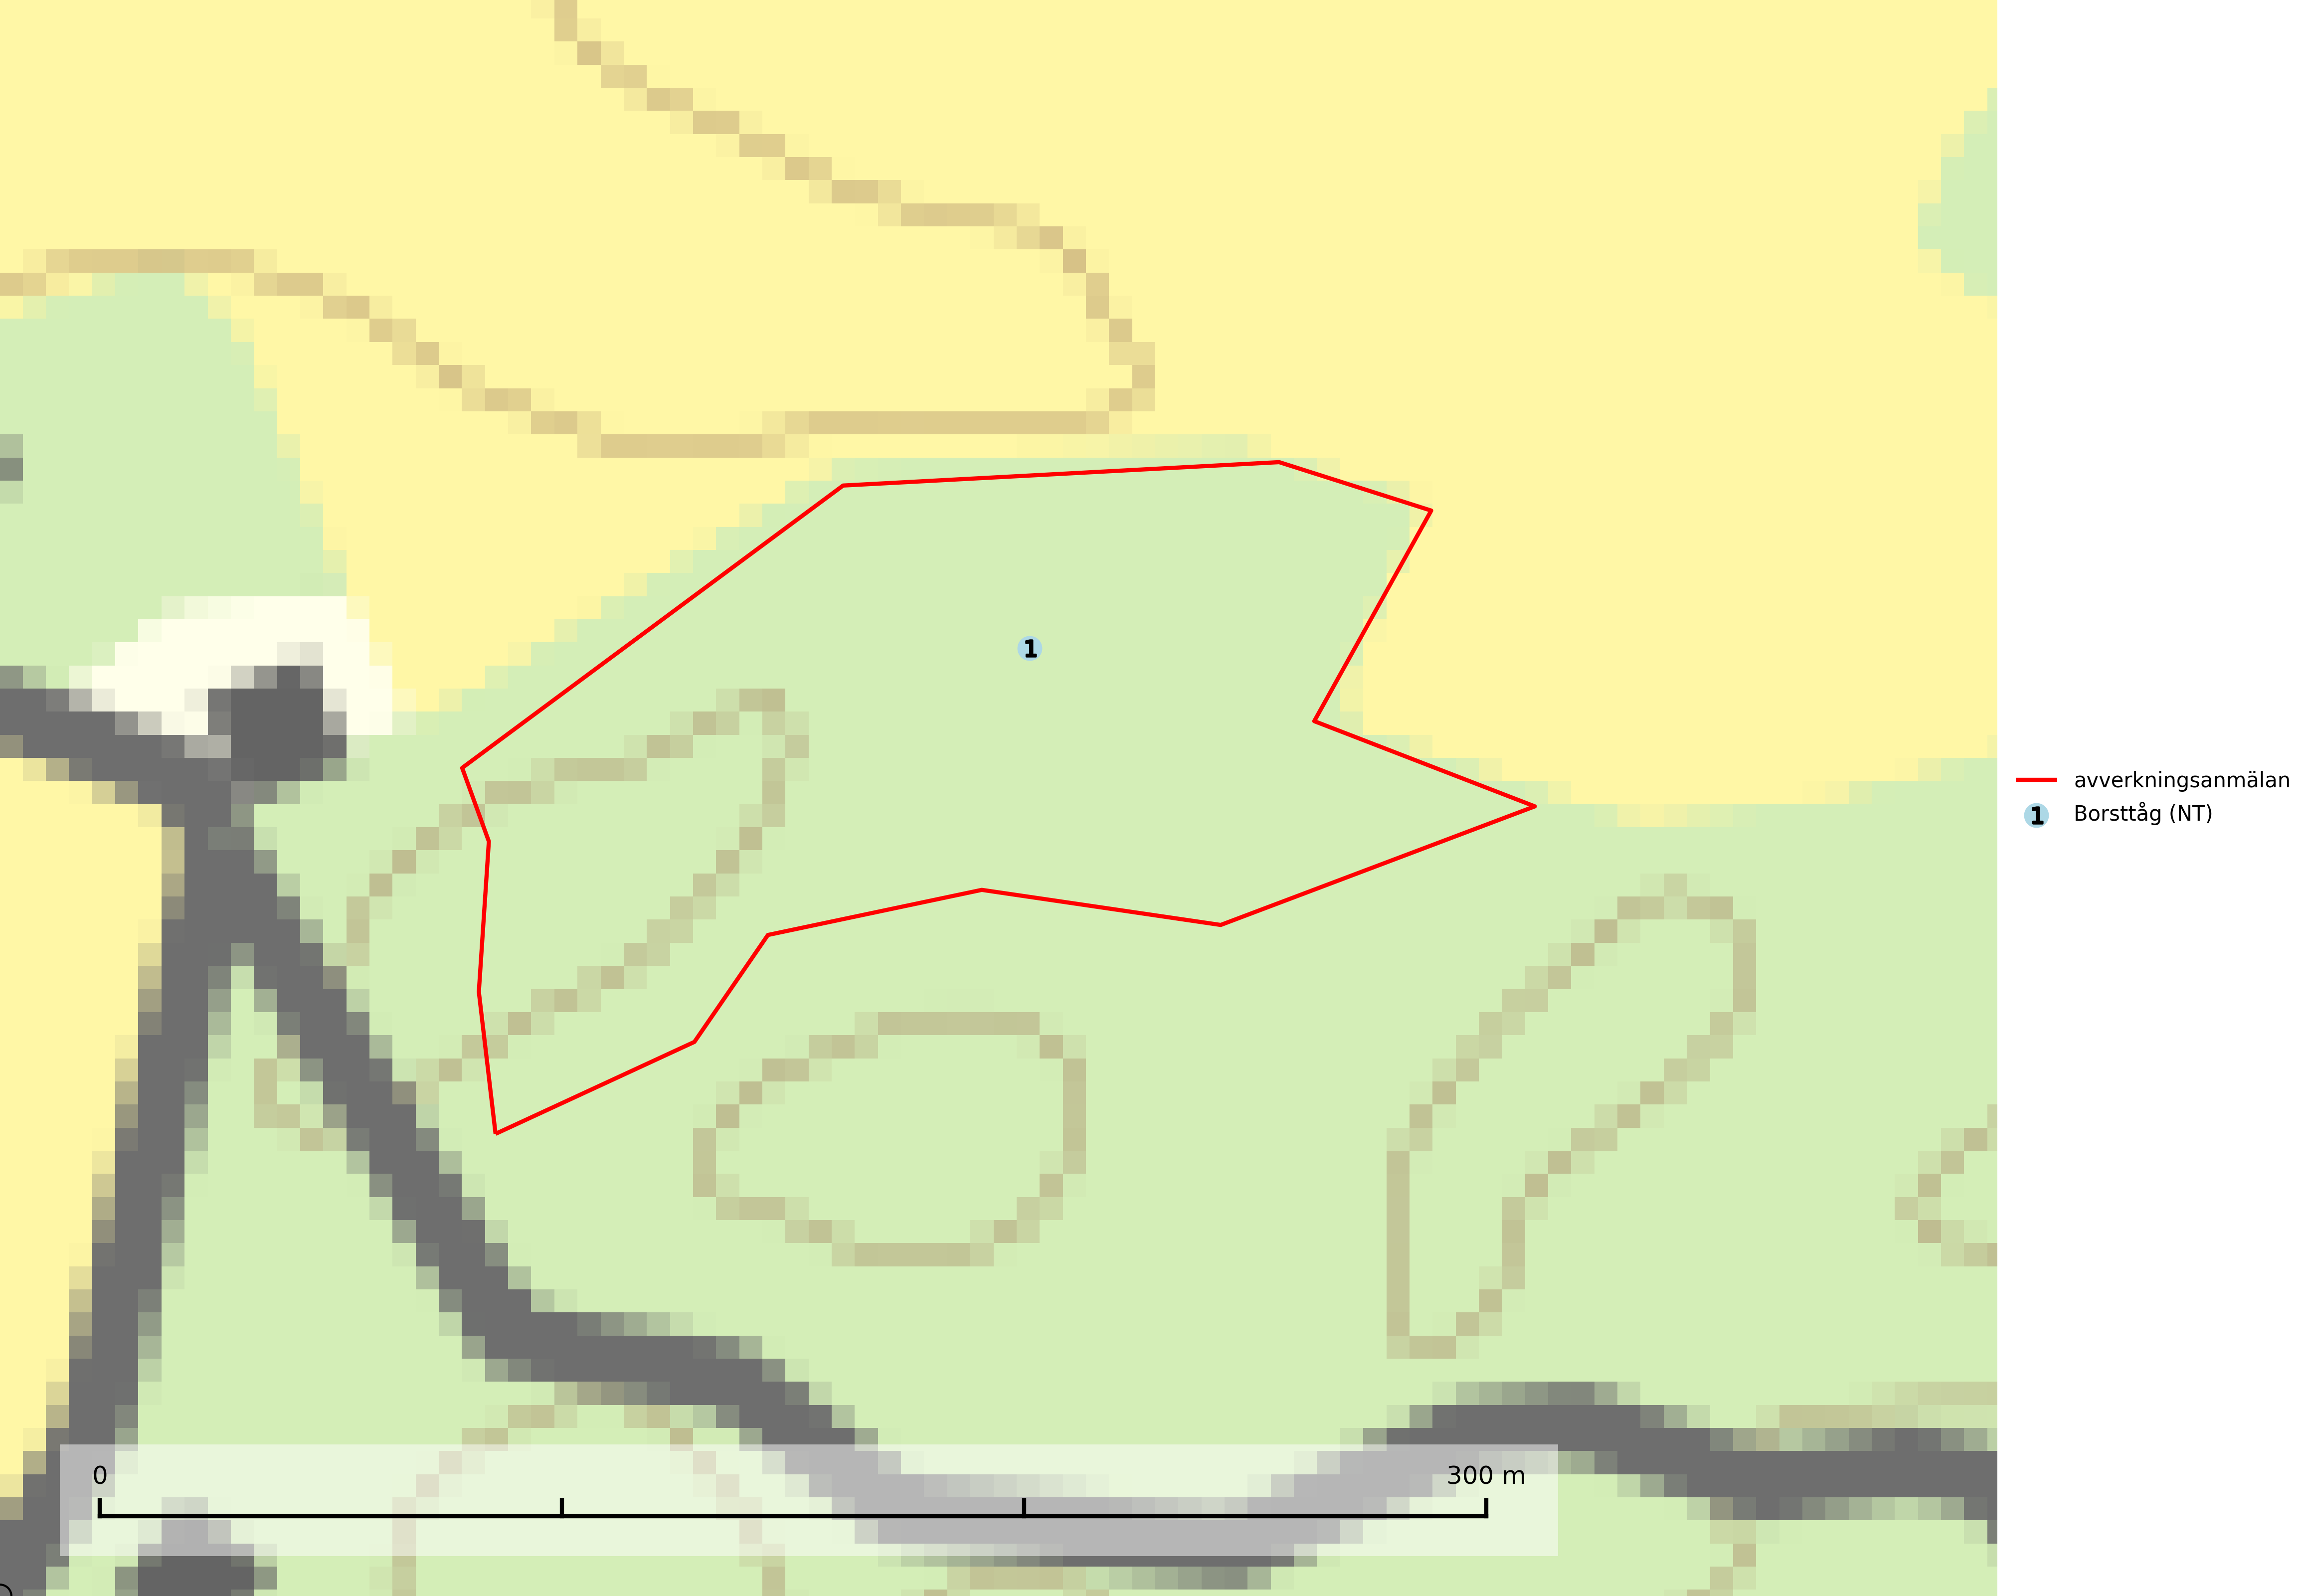 1
avverkningsanmälan
1 Borsttåg (NT)
0 300 m